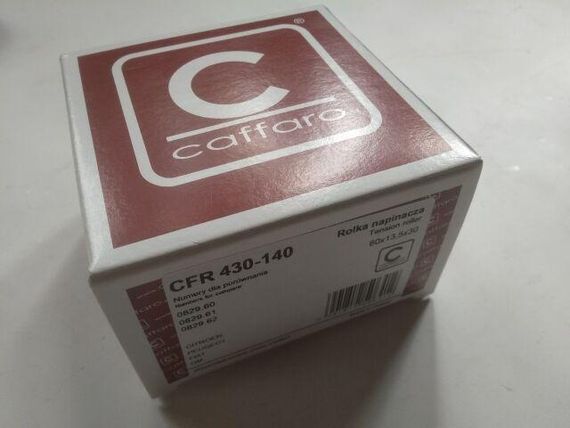 C
®
caffaro
CFR 430-140
Numery dla porównania
Numbers for compare
0829.60
0829.61
0829.62
CITROEN
PEUGEOT
FIAT
Rolka napinacza
Tension roller
60x13,5x30
C